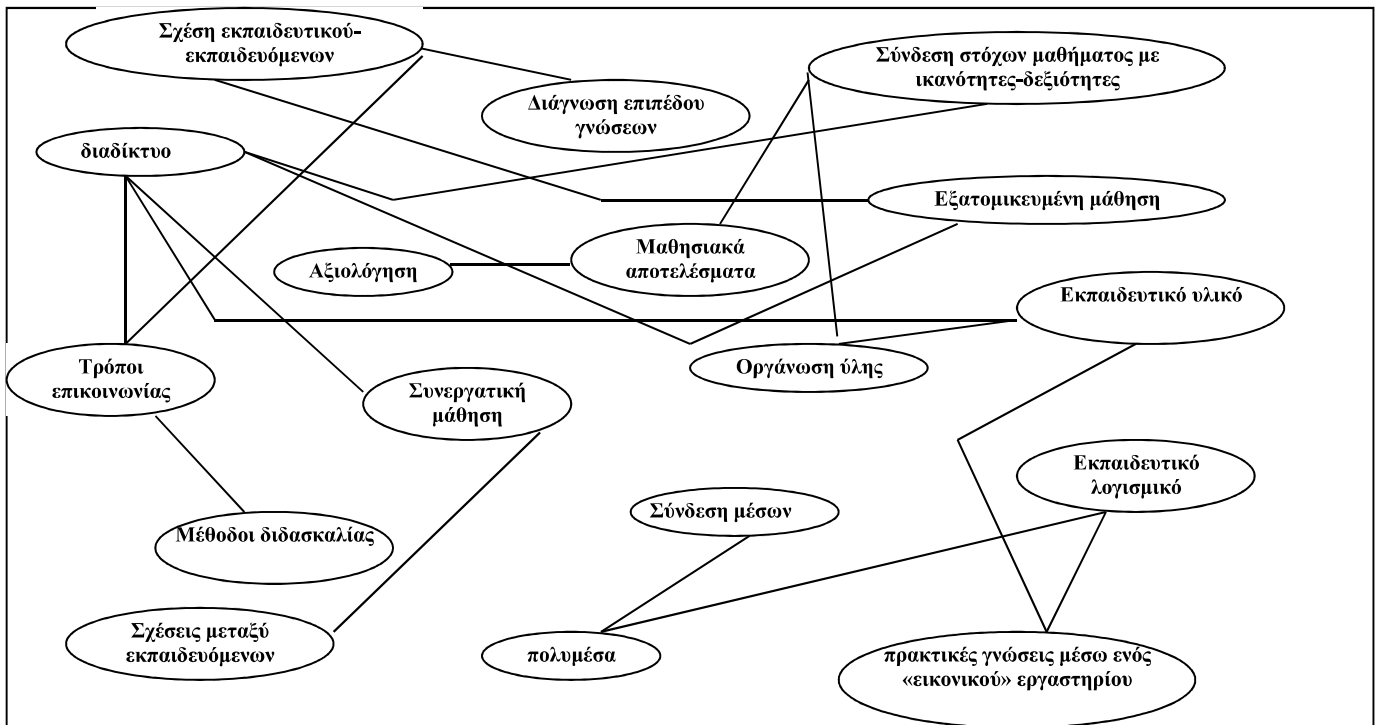 Σχέση εκπαιδευτικού-
εκπαιδευόμενων
Σύνδεση στόχων μαθήματος με
ικανότητες-δεξιότητες
Διάγνωση επιπέδου
γνώσεων
διαδίκτυο
Εξατομικευμένη μάθηση
Μαθησιακά
αποτελέσματα
Αξιολόγηση
Εκπαιδευτικό υλικό
Τρόποι
επικοινωνίας
Οργάνωση ύλης
Συνεργατική
μάθηση
Εκπαιδευτικό
λογισμικό
Σύνδεση μέσων
Μέθοδοι διδασκαλίας
Σχέσεις μεταξύ
εκπαιδευόμενων
πολυμέσα
πρακτικές γνώσεις μέσω ενός
«εικονικού» εργαστηρίου